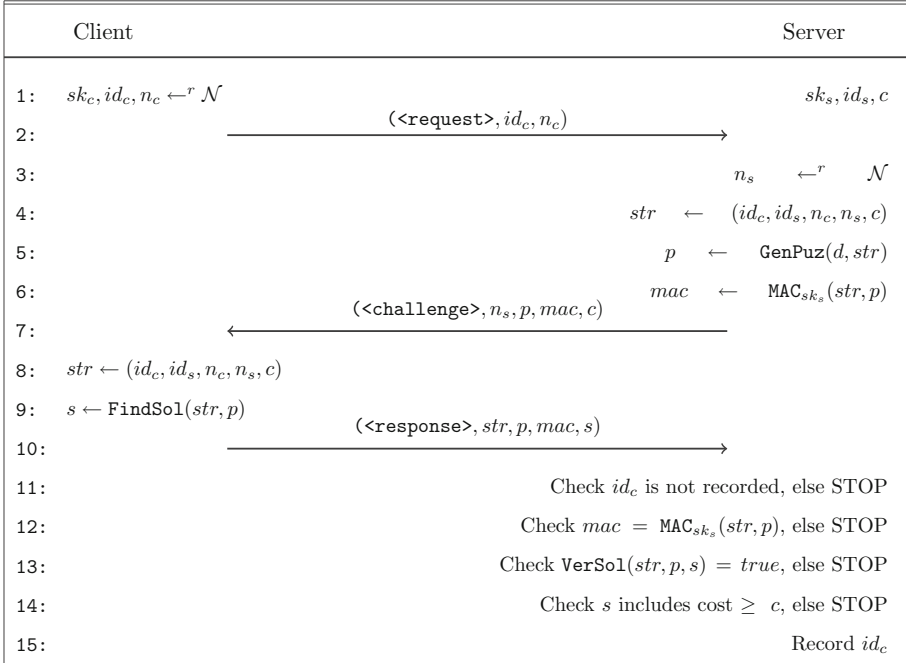 Client Server
1: sk_c, id_c, n_c ←^r 𝒩 sk_s, id_s, c
(<request>, id_c, n_c)
2:
3: n_s ←^r 𝒩
4: str ← (id_c, id_s, n_c, n_s, c)
5: p ← GenPuz(d, str)
6: mac ← MAC_{sk_s}(str, p)
(<challenge>, n_s, p, mac, c)
7:
8: str ← (id_c, id_s, n_c, n_s, c)
9: s ← FindSol(str, p)
(<response>, str, p, mac, s)
10:
11: Check id_c is not recorded, else STOP
12: Check mac = MAC_{sk_s}(str, p), else STOP
13: Check VerSol(str, p, s) = true, else STOP
14: Check s includes cost ≥ c, else STOP
15: Record id_c